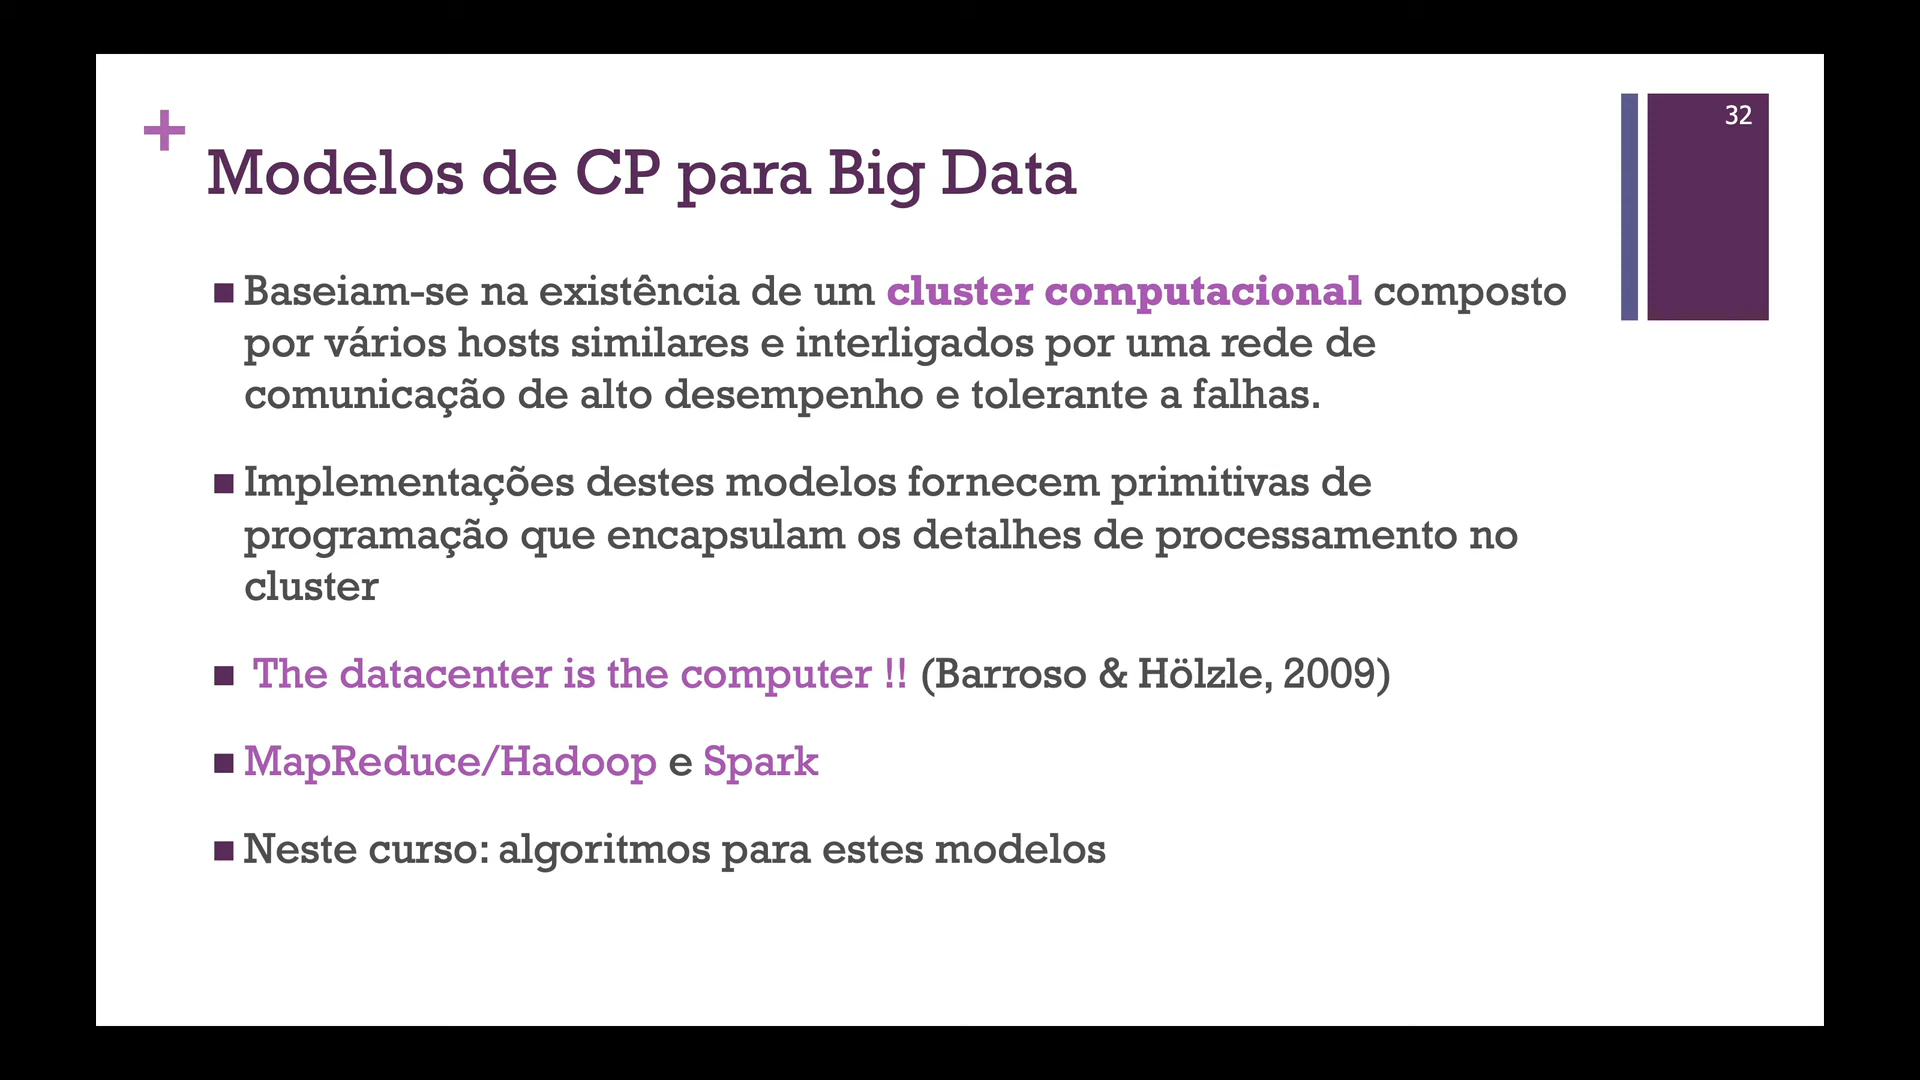 32
+
Modelos de CP para Big Data
Baseiam-se na existência de um cluster computacional composto
por vários hosts similares e interligados por uma rede de
comunicação de alto desempenho e tolerante a falhas.
Implementações destes modelos fornecem primitivas de
programação que encapsulam os detalhes de processamento no
cluster
The datacenter is the computer !! (Barroso & Hölzle, 2009)
MapReduce/Hadoop e Spark
Neste curso: algoritmos para estes modelos